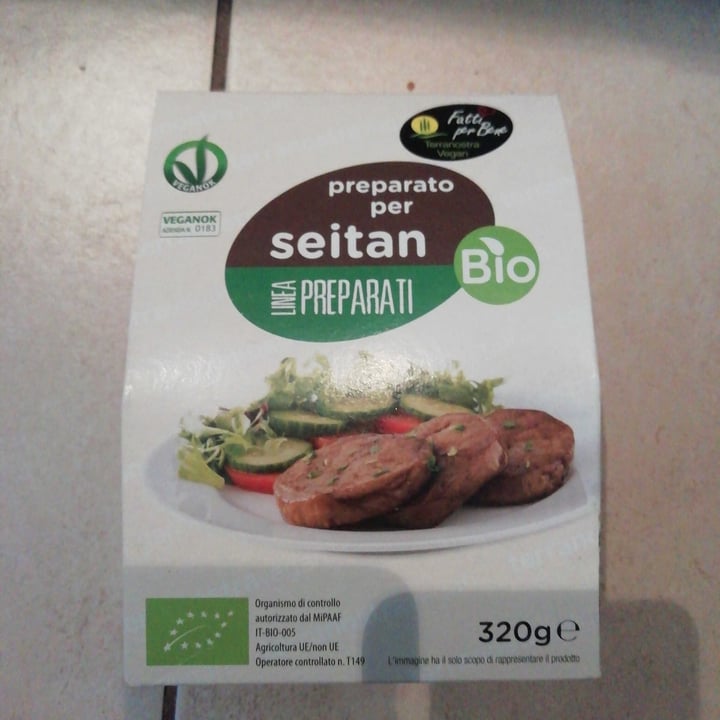 VEGANOK
VEGANOK
AZIENDA N. 0183
Fatti
per Bene
Terranostra
Vegan
preparato
per
seitan
Bio
LINEA
PREPARATI
Organismo di controllo
autorizzato dal MiPAAF
IT-BIO-005
Agricoltura UE/non UE
Operatore controllato n. T149
320g e
L'immagine ha il solo scopo di rappresentare il prodotto